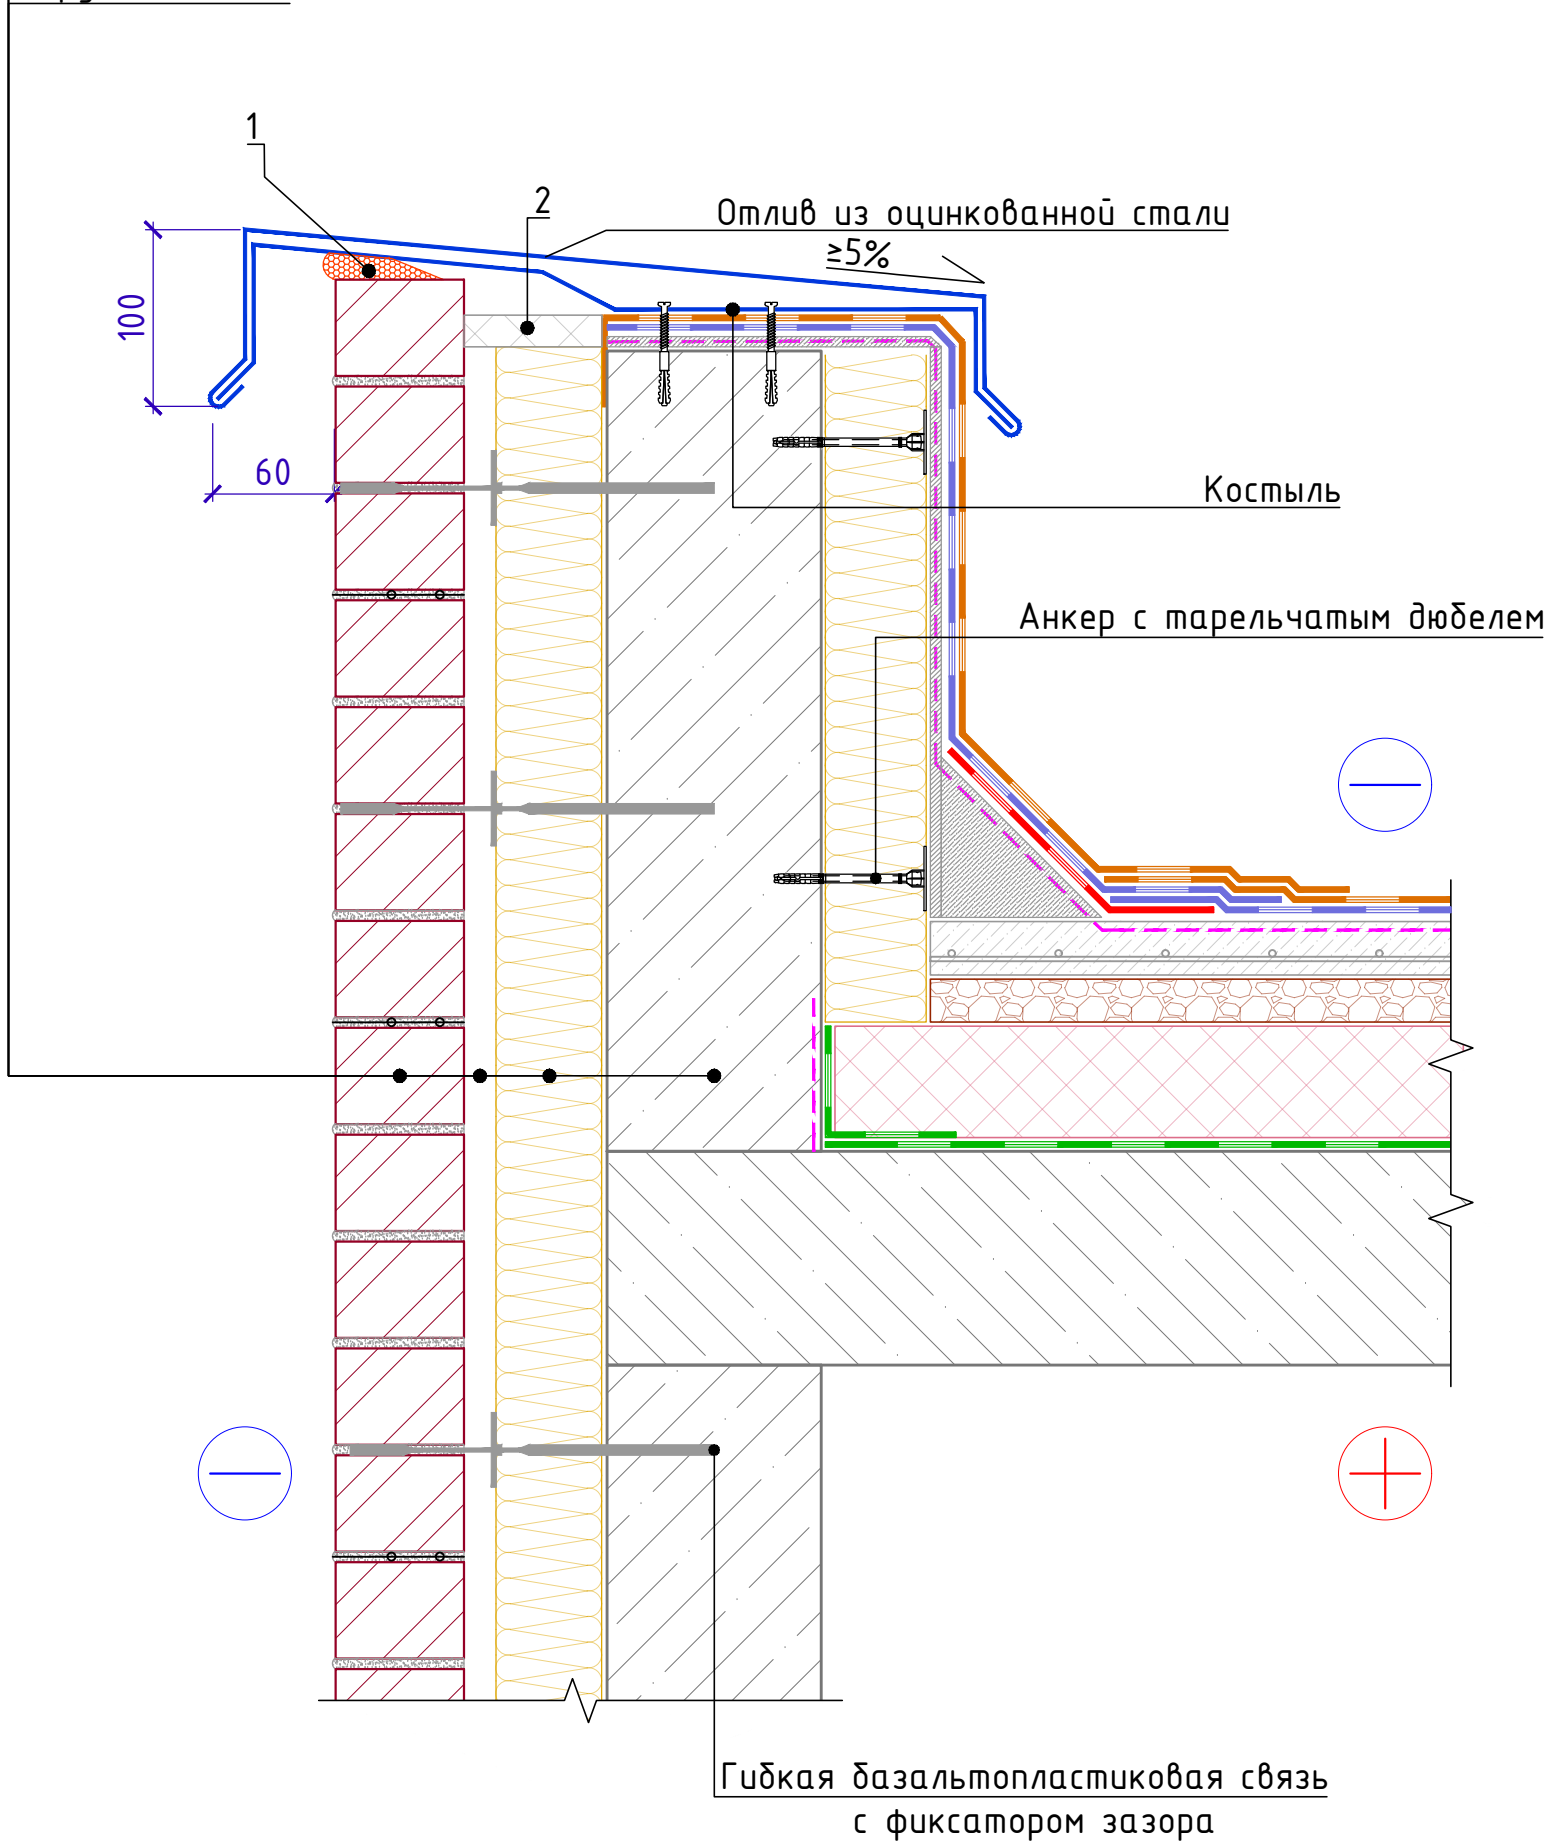 1
2
Отлив из оцинкованной стали
≥5%
100
60
Костыль
Анкер с тарельчатым дюбелем
Гибкая базальтопластиковая связь
с фиксатором зазора